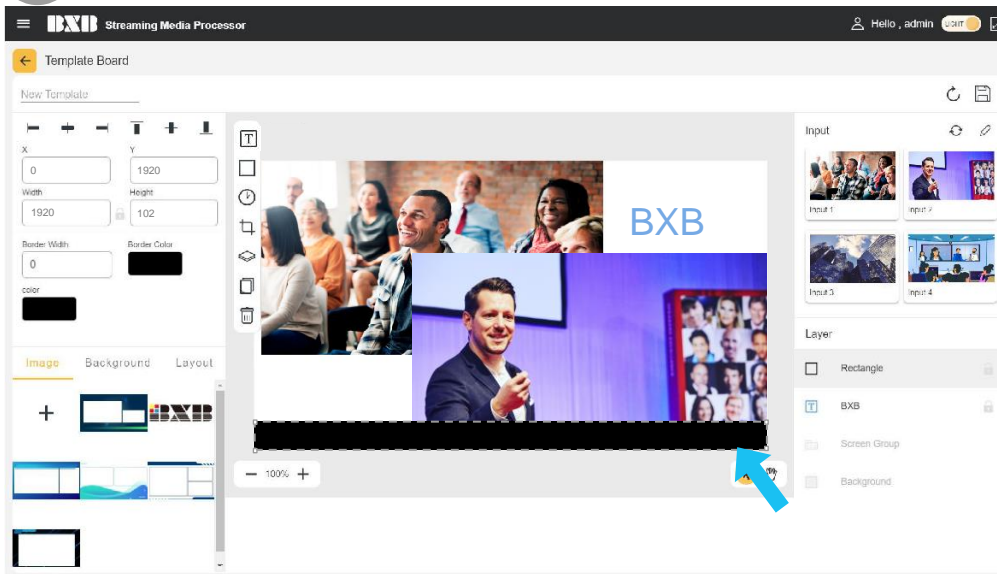 BXB Streaming Media Processor
Hello , admin
LIGHT
Template Board
New Template
X
Y
0
1920
Width
Height
1920
102
Border Width
Border Color
0
color
Image
Background
Layout
BXB
T
BXB
100%
Input
Input 1
Input 2
Input 3
Input 4
Layer
Rectangle
T
BXB
Screen Group
Background